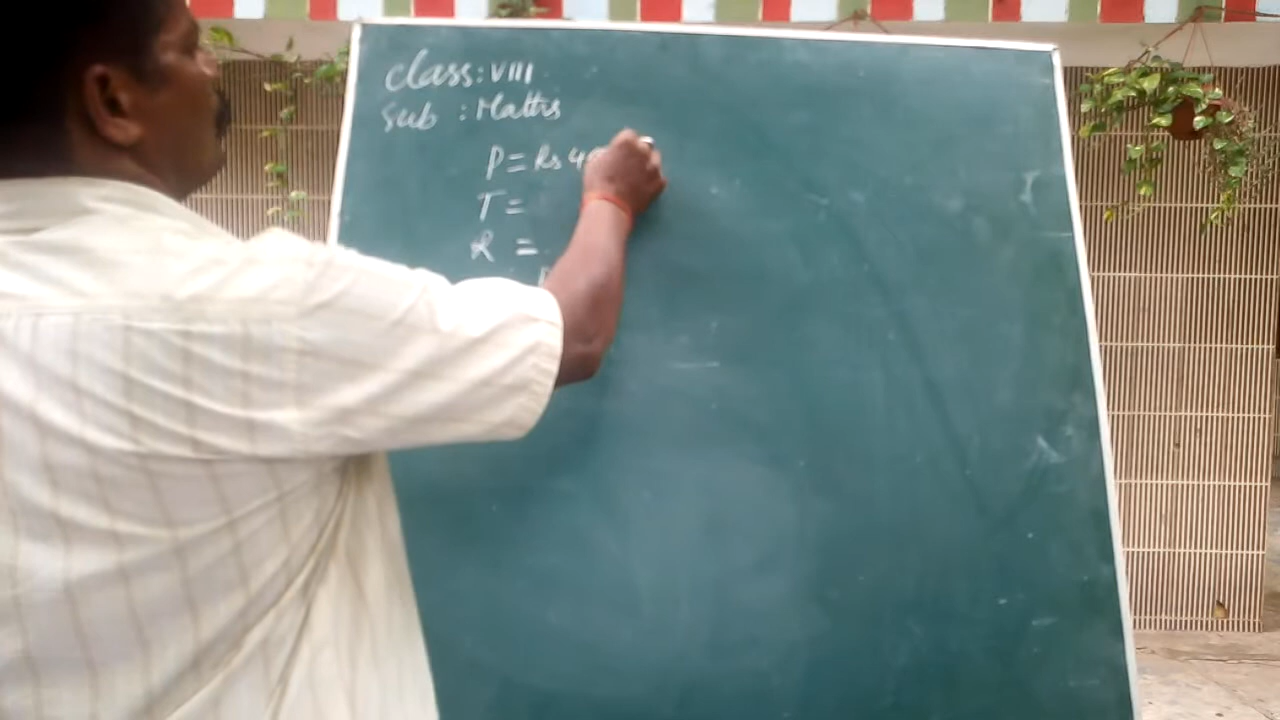 class: VIII
Sub : Maths
P = Rs 4
T =
R =